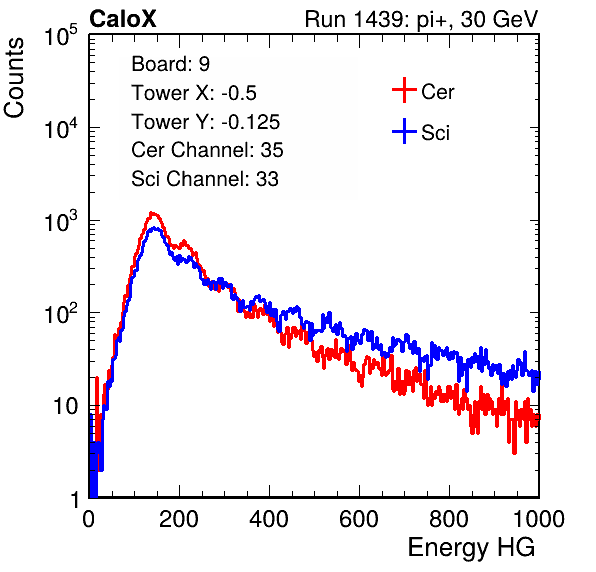 CaloX Run 1439: pi+, 30 GeV
Counts
10^5
10^4
10^3
10^2
10
1
Board: 9
Tower X: -0.5
Tower Y: -0.125
Cer Channel: 35
Sci Channel: 33
Cer
Sci
0 200 400 600 800 1000
Energy HG